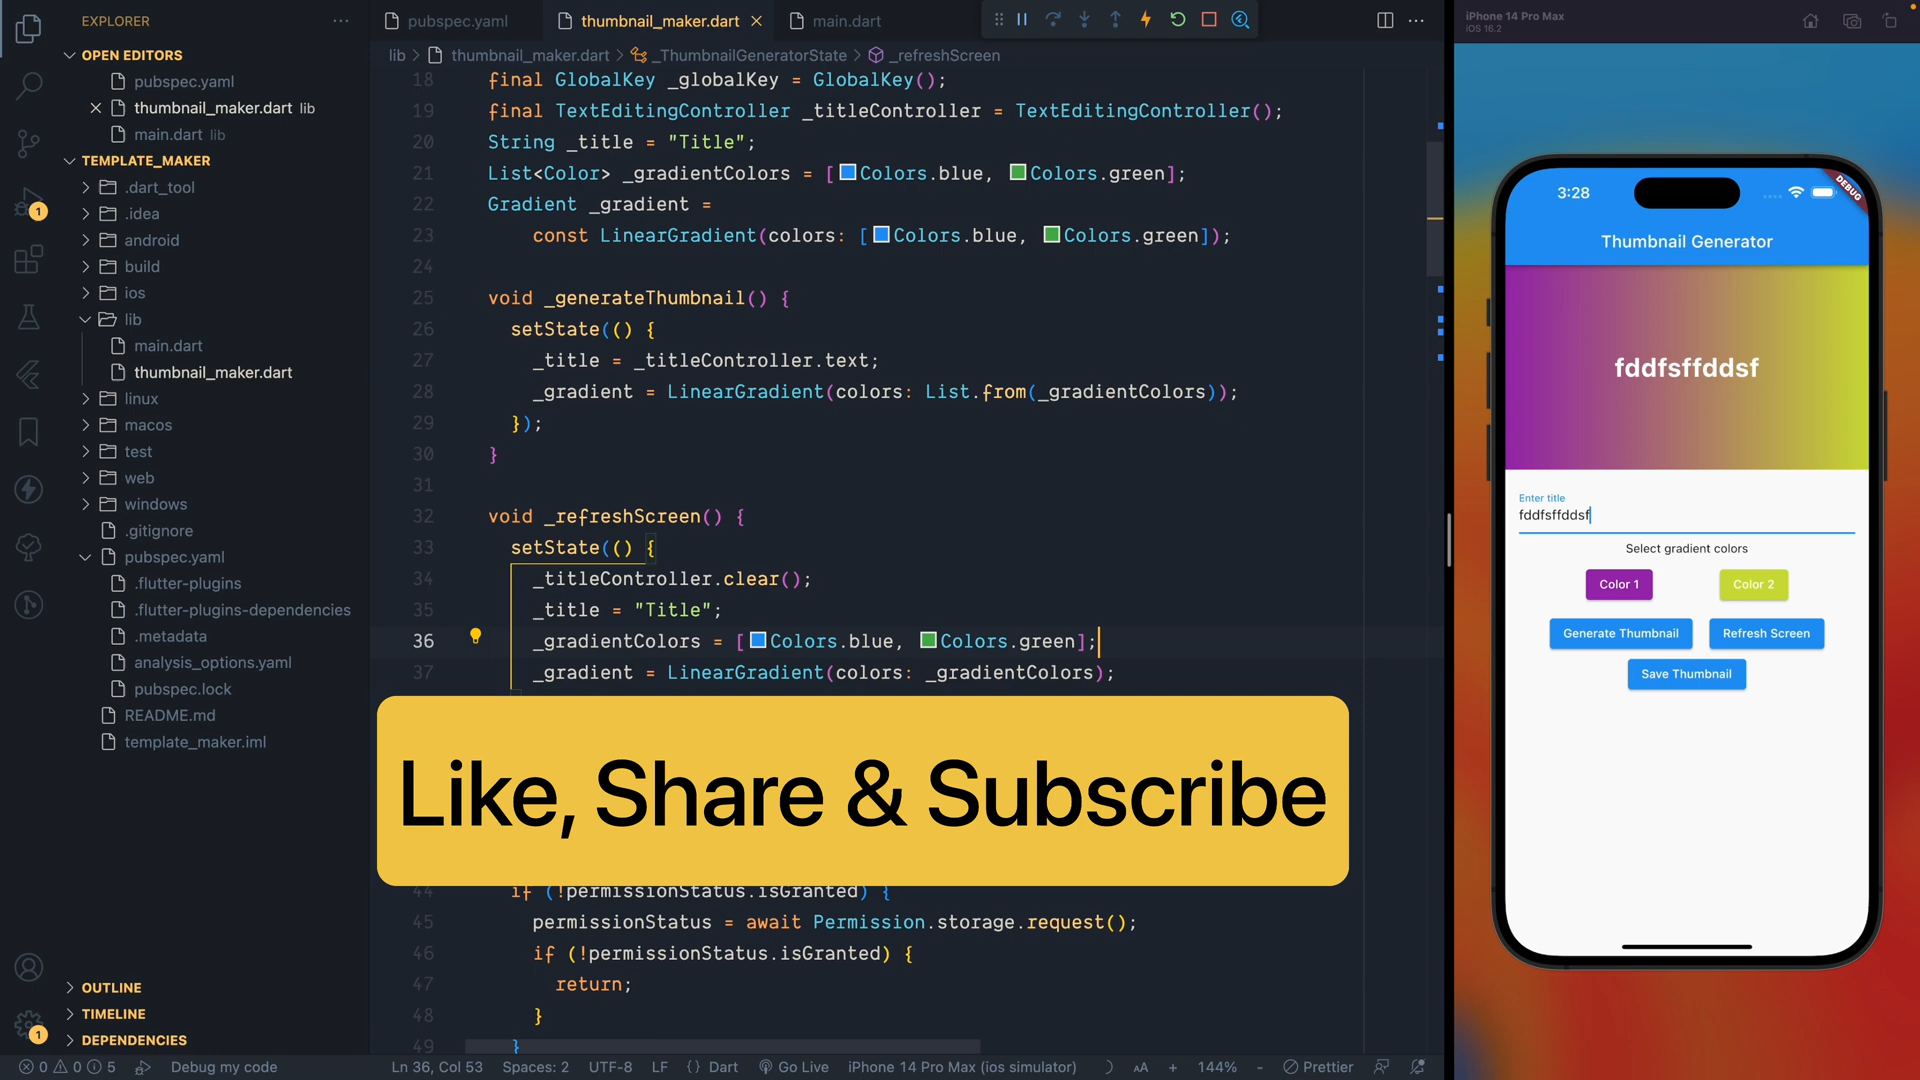 EXPLORER
OPEN EDITORS
pubspec.yaml
thumbnail_maker.dart lib
main.dart lib
TEMPLATE_MAKER
.dart_tool
.idea
android
build
ios
lib
main.dart
thumbnail_maker.dart
linux
macos
test
web
windows
.gitignore
pubspec.yaml
.flutter-plugins
.flutter-plugins-dependencies
.metadata
analysis_options.yaml
pubspec.lock
README.md
template_maker.iml
OUTLINE
TIMELINE
DEPENDENCIES
1
1
pubspec.yaml
thumbnail_maker.dart
main.dart
lib > thumbnail_maker.dart > _ThumbnailGeneratorState > _refreshScreen
18 final GlobalKey _globalKey = GlobalKey();
19 final TextEditingController _titleController = TextEditingController();
20 String _title = "Title";
21 List<Color> _gradientColors = [Colors.blue, Colors.green];
22 Gradient _gradient =
23 const LinearGradient(colors: [Colors.blue, Colors.green]);
24
25 void _generateThumbnail() {
26 setState(() {
27 _title = _titleController.text;
28 _gradient = LinearGradient(colors: List.from(_gradientColors));
29 });
30 }
31
32 void _refreshScreen() {
33 setState(() {
34 _titleController.clear();
35 _title = "Title";
36 _gradientColors = [Colors.blue, Colors.green];
37 _gradient = LinearGradient(colors: _gradientColors);
Like, Share & Subscribe
44 if (!permissionStatus.isGranted) {
45 permissionStatus = await Permission.storage.request();
46 if (!permissionStatus.isGranted) {
47 return;
48 }
49 }
0 0 5 Debug my code Ln 36, Col 53 Spaces: 2 UTF-8 LF {} Dart Go Live iPhone 14 Pro Max (ios simulator) AA + 144% - Prettier
iPhone 14 Pro Max
iOS 16.2
3:28
DEBUG
Thumbnail Generator
fddfsffddsf
Enter title
fddfsffddsf
Select gradient colors
Color 1 Color 2
Generate Thumbnail Refresh Screen
Save Thumbnail